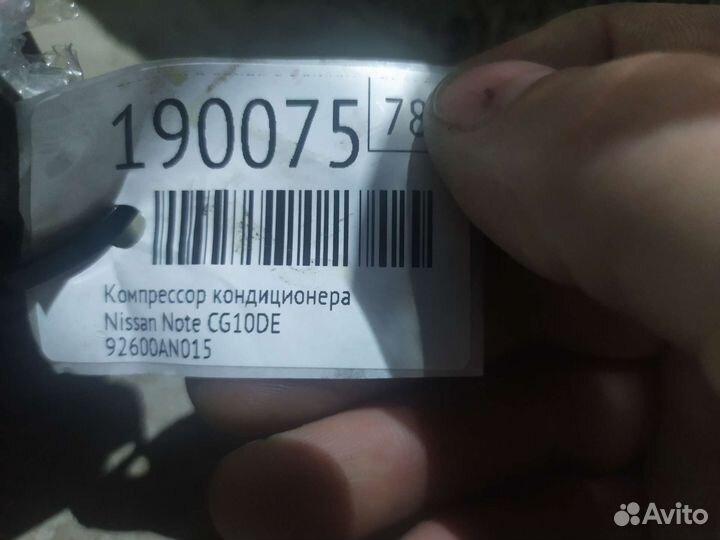 190075 78
Компрессор кондиционера
Nissan Note CG10DE
92600AN015
Avito